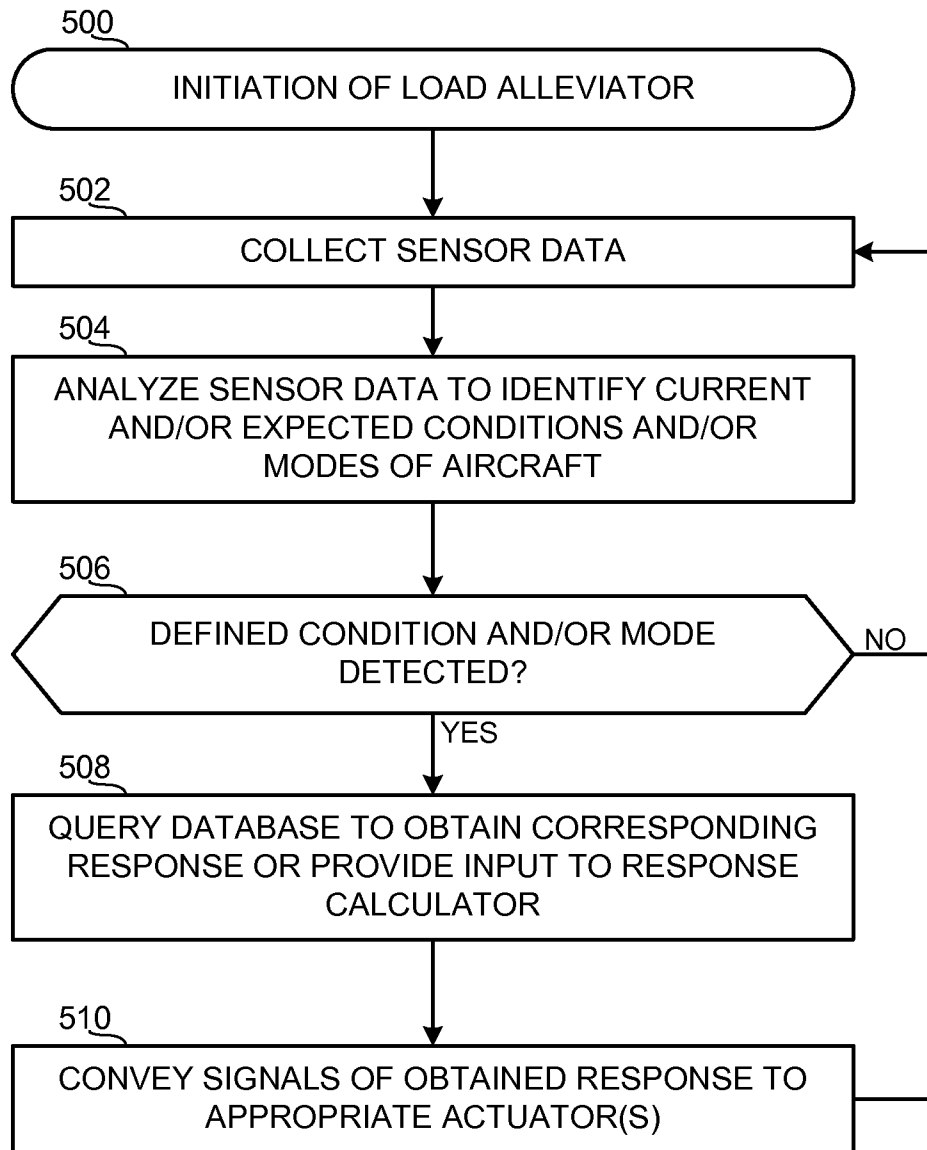 500
INITIATION OF LOAD ALLEVIATOR
502
COLLECT SENSOR DATA
504
ANALYZE SENSOR DATA TO IDENTIFY CURRENT
AND/OR EXPECTED CONDITIONS AND/OR
MODES OF AIRCRAFT
506
DEFINED CONDITION AND/OR MODE
DETECTED?
NO
YES
508
QUERY DATABASE TO OBTAIN CORRESPONDING
RESPONSE OR PROVIDE INPUT TO RESPONSE
CALCULATOR
510
CONVEY SIGNALS OF OBTAINED RESPONSE TO
APPROPRIATE ACTUATOR(S)